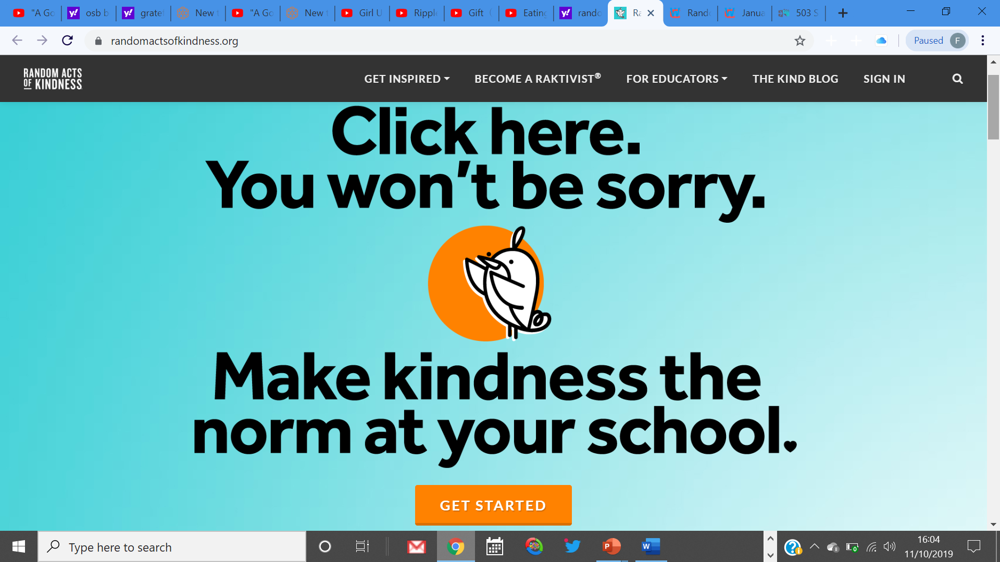 "A Go
osb b
grate
New
"A Go
New
Girl U
Ripple
Gift
Eating
rando
Ra
Rand
Janua
503 S
randomactsofkindness.org
Paused
F
RANDOM ACTS
OF KINDNESS
GET INSPIRED
BECOME A RAKTIVIST®
FOR EDUCATORS
THE KIND BLOG
SIGN IN
Click here.
You won't be sorry.
Make kindness the
norm at your school.
GET STARTED
Type here to search
16:04
11/10/2019